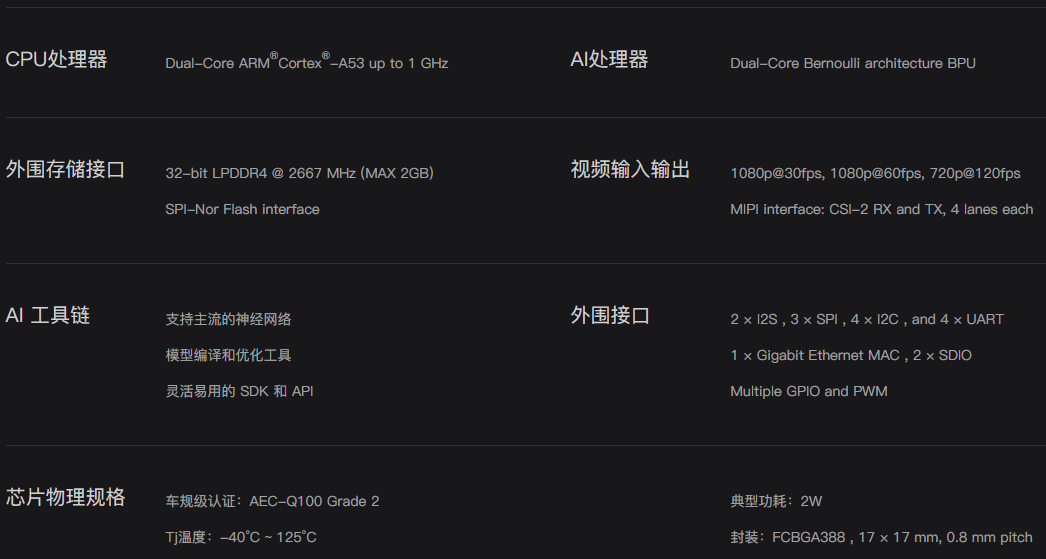 CPU处理器
Dual-Core ARM®Cortex®-A53 up to 1 GHz
AI处理器
Dual-Core Bernoulli architecture BPU
外围存储接口
32-bit LPDDR4 @ 2667 MHz (MAX 2GB)
SPI-Nor Flash interface
视频输入输出
1080p@30fps, 1080p@60fps, 720p@120fps
MIPI interface: CSI-2 RX and TX, 4 lanes each
AI 工具链
支持主流的神经网络
模型编译和优化工具
灵活易用的 SDK 和 API
外围接口
2 × I2S , 3 × SPI , 4 × I2C , and 4 × UART
1 × Gigabit Ethernet MAC , 2 × SDIO
Multiple GPIO and PWM
芯片物理规格
车规级认证：AEC-Q100 Grade 2
Tj温度：-40°C ~ 125°C
典型功耗：2W
封装：FCBGA388 , 17 × 17 mm, 0.8 mm pitch